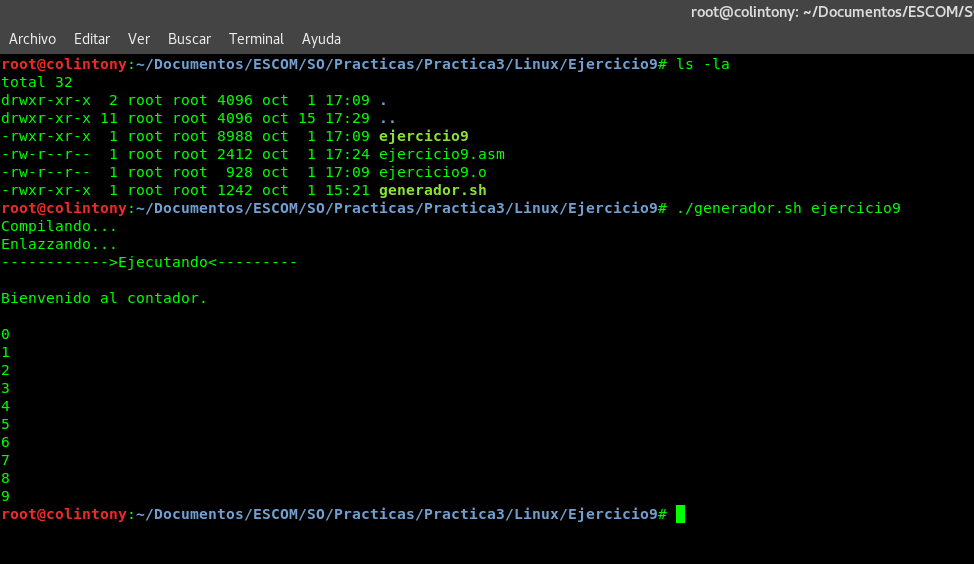 root@colintony: ~/Documentos/ESCOM/S
Archivo Editar Ver Buscar Terminal Ayuda
root@colintony:~/Documentos/ESCOM/SO/Practicas/Practica3/Linux/Ejercicio9# ls -la
total 32
drwxr-xr-x  2 root root 4096 oct  1 17:09 .
drwxr-xr-x 11 root root 4096 oct 15 17:29 ..
-rwxr-xr-x  1 root root 8988 oct  1 17:09 ejercicio9
-rw-r--r--  1 root root 2412 oct  1 17:24 ejercicio9.asm
-rw-r--r--  1 root root  928 oct  1 17:09 ejercicio9.o
-rwxr-xr-x  1 root root 1242 oct  1 15:21 generador.sh
root@colintony:~/Documentos/ESCOM/SO/Practicas/Practica3/Linux/Ejercicio9# ./generador.sh ejercicio9
Compilando...
Enlazzando...
------------>Ejecutando<---------
Bienvenido al contador.
0
1
2
3
4
5
6
7
8
9
root@colintony:~/Documentos/ESCOM/SO/Practicas/Practica3/Linux/Ejercicio9#